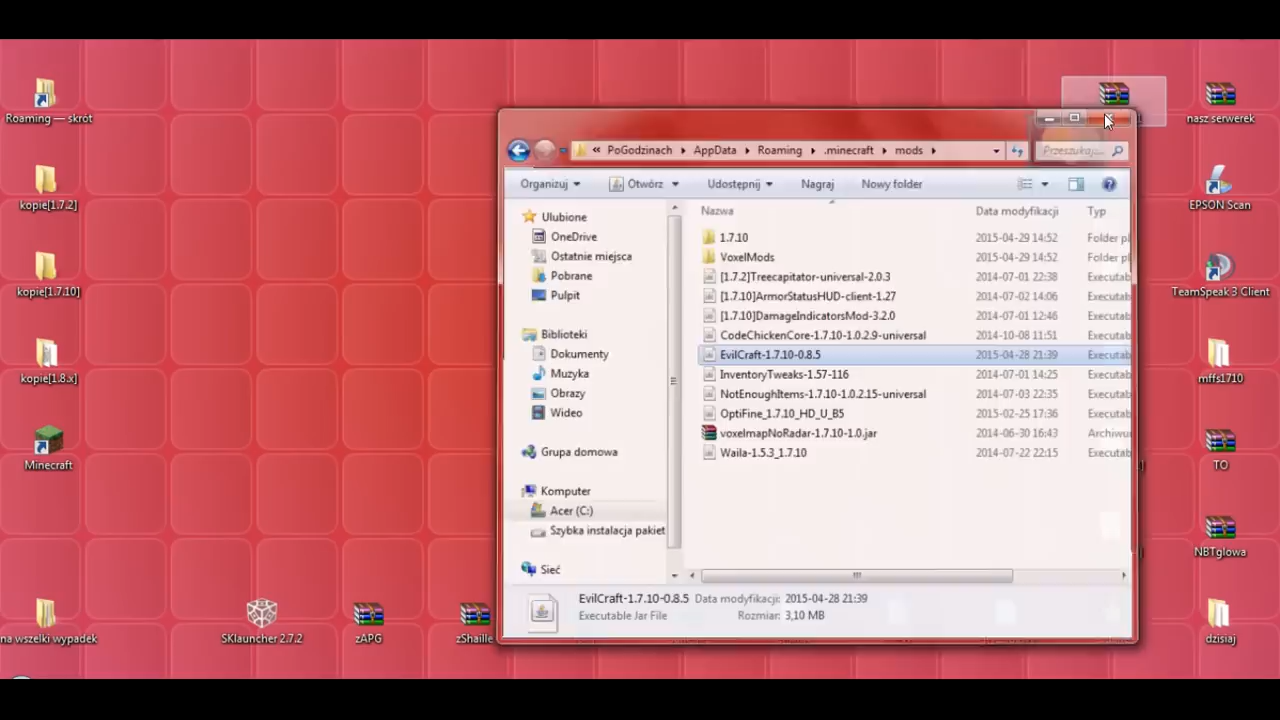 Roaming — skrót
kopie[1.7.2]
kopie[1.7.10]
kopie[1.8.x]
Minecraft
na wszelki wypadek
SKlauncher 2.7.2
zAPG
zShaille
nasz serwerek
EPSON Scan
TeamSpeak 3 Client
mffs1710
TO
NBTglowa
dzisiaj
« PoGodzinach ▸ AppData ▸ Roaming ▸ .minecraft ▸ mods ▸
Przeszukaj...
Organizuj Otwórz Udostępnij Nagraj Nowy folder
Ulubione
OneDrive
Ostatnie miejsca
Pobrane
Pulpit
Biblioteki
Dokumenty
Muzyka
Obrazy
Wideo
Grupa domowa
Komputer
Acer (C:)
Szybka instalacja pakiet
Sieć
Nazwa Data modyfikacji Typ
1.7.10 2015-04-29 14:52 Folder pl
VoxelMods 2015-04-29 14:52 Folder pl
[1.7.2]Treecapitator-universal-2.0.3 2014-07-01 22:38 Executab
[1.7.10]ArmorStatusHUD-client-1.27 2014-07-02 14:06 Executab
[1.7.10]DamageIndicatorsMod-3.2.0 2014-07-01 12:46 Executab
CodeChickenCore-1.7.10-1.0.2.9-universal 2014-10-08 11:51 Executab
EvilCraft-1.7.10-0.8.5 2015-04-28 21:39 Executab
InventoryTweaks-1.57-116 2014-07-01 14:25 Executab
NotEnoughItems-1.7.10-1.0.2.15-universal 2014-07-03 22:35 Executab
OptiFine_1.7.10_HD_U_B5 2015-02-25 17:36 Executab
voxelmapNoRadar-1.7.10-1.0.jar 2014-06-30 16:43 Archiwum
Waila-1.5.3_1.7.10 2014-07-22 22:15 Executab
EvilCraft-1.7.10-0.8.5 Data modyfikacji: 2015-04-28 21:39
Executable Jar File Rozmiar: 3,10 MB